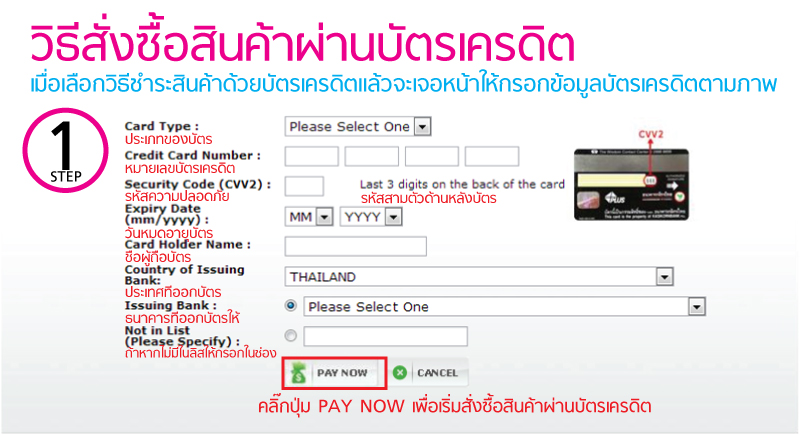 วิธีสั่งซื้อสินค้าผ่านบัตรเครดิต
เมื่อเลือกวิธีชำระสินค้าด้วยบัตรเครดิตแล้วจะเจอหน้าให้กรอกข้อมูลบัตรเครดิตตามภาพ
1
STEP
Card Type : Please Select One
ประเภทของบัตร
Credit Card Number :
หมายเลขบัตรเครดิต
Security Code (CVV2) : Last 3 digits on the back of the card
รหัสความปลอดภัย รหัสสามตัวด้านหลังบัตร
Expiry Date
(mm/yyyy) : MM YYYY
วันหมดอายุบัตร
Card Holder Name :
ชื่อผู้ถือบัตร
Country of Issuing
Bank: THAILAND
ประเทศที่ออกบัตร
Issuing Bank : Please Select One
ธนาคารที่ออกบัตรให้
Not in List
(Please Specify) :
ถ้าหากไม่มีในลิสให้กรอกในช่อง
CVV2
PLUS
PAY NOW CANCEL
คลิ๊กปุ่ม PAY NOW เพื่อเริ่มสั่งซื้อสินค้าผ่านบัตรเครดิต